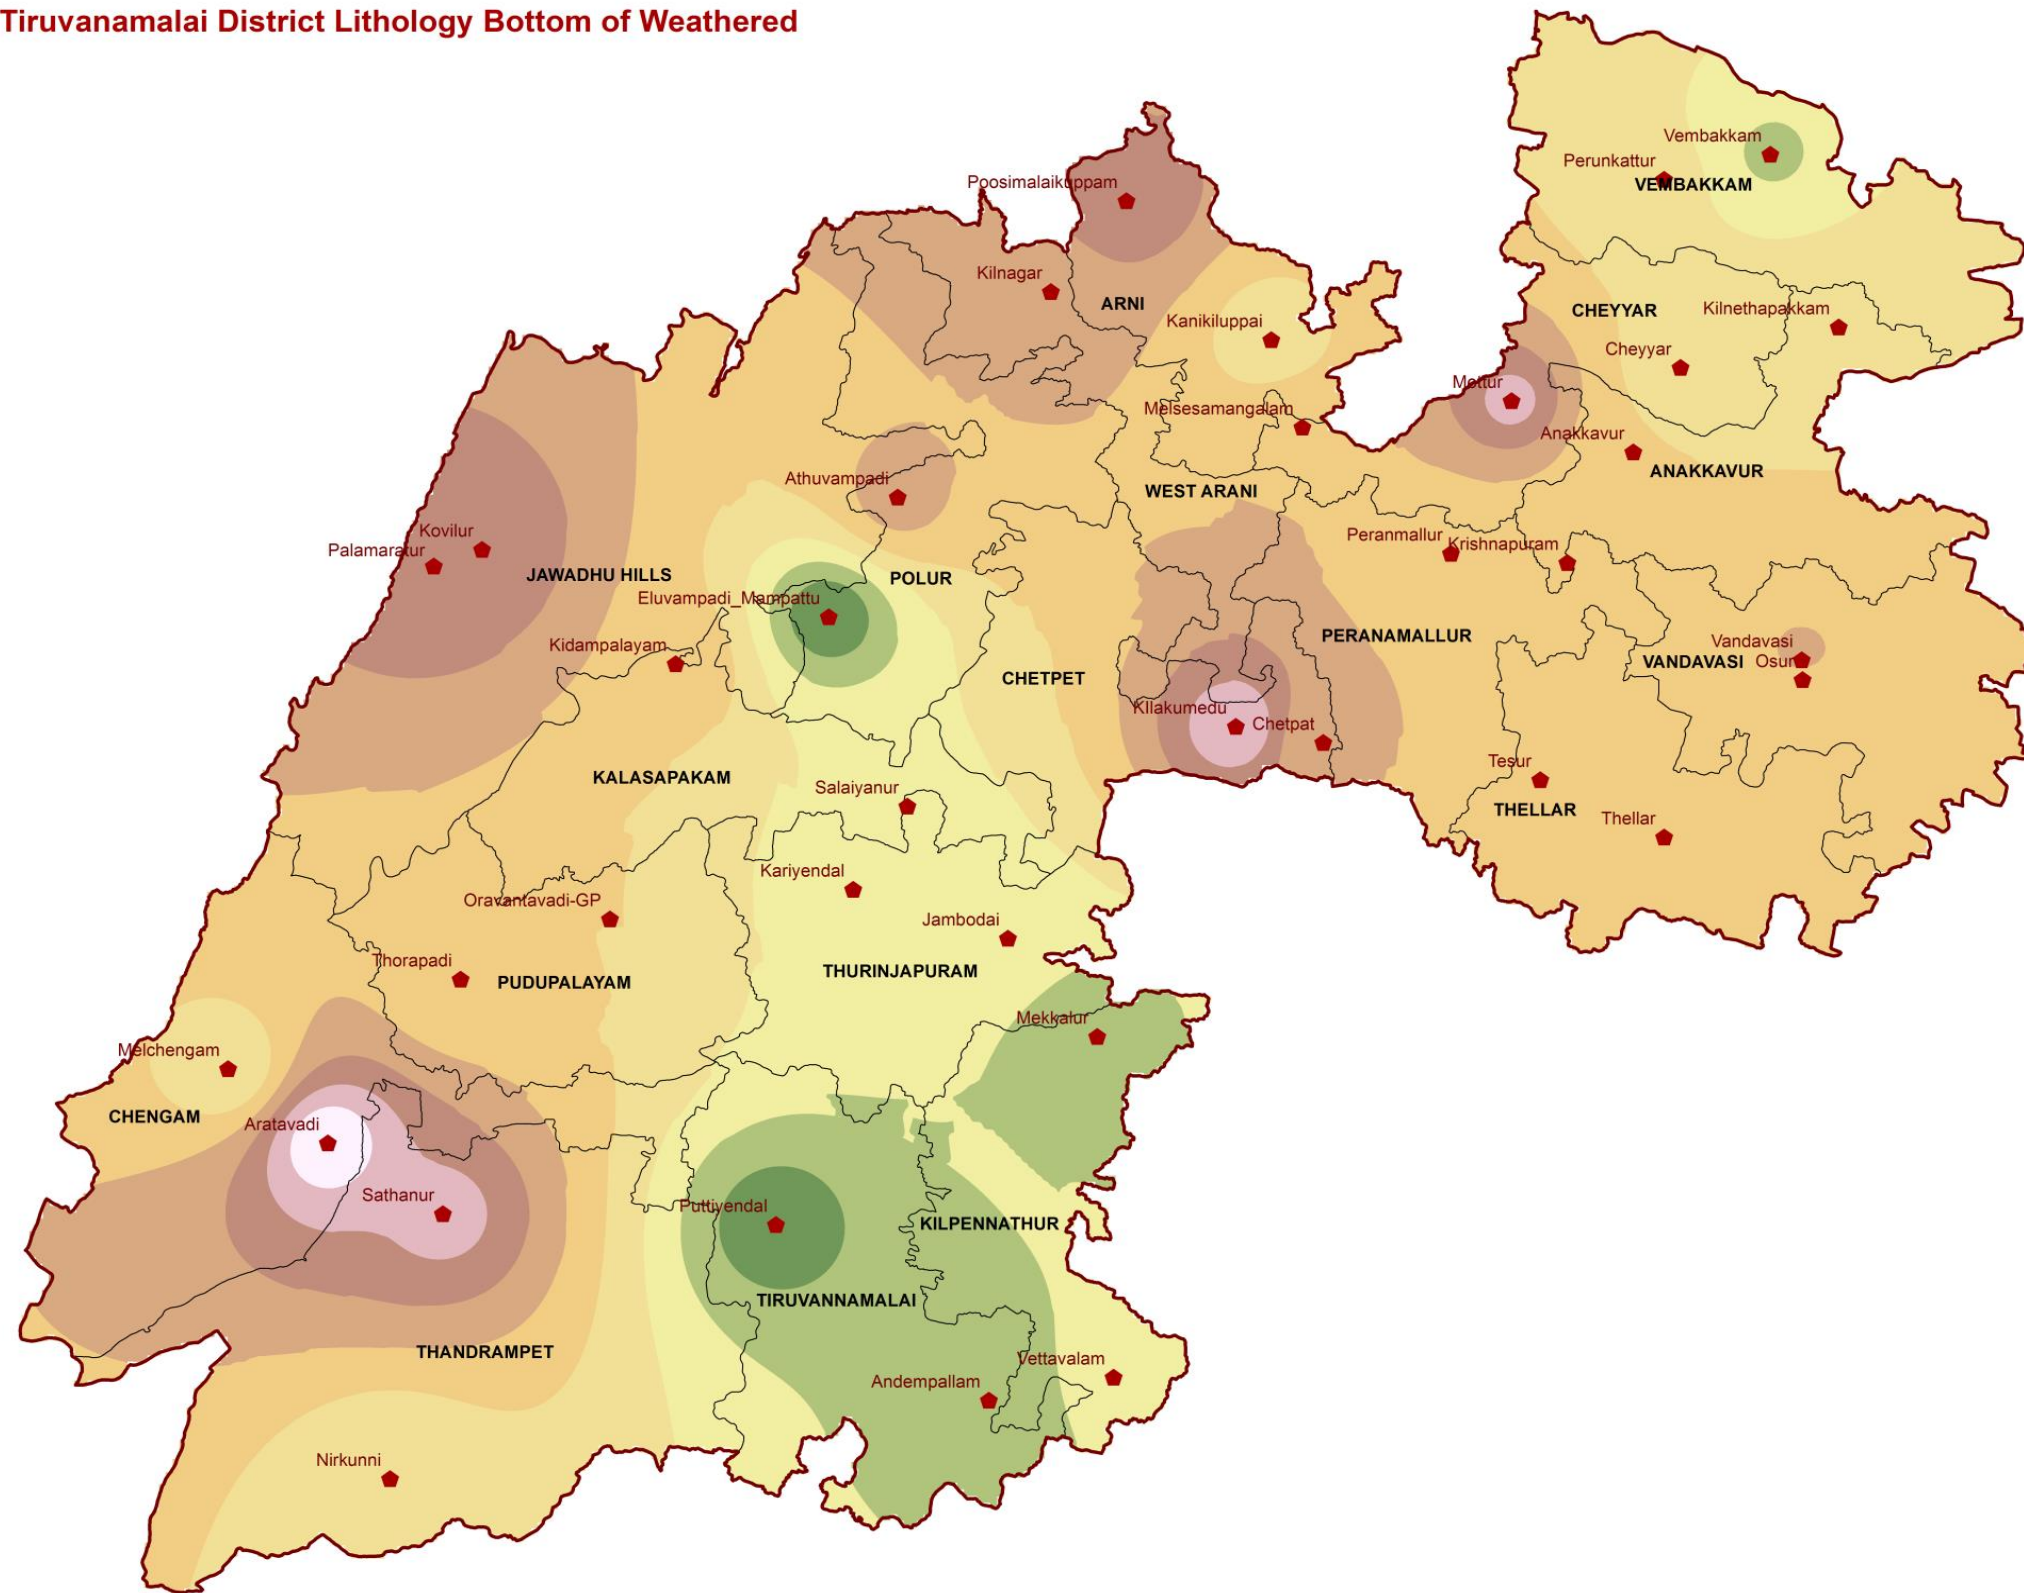 Tiruvanamalai District Lithology Bottom of Weathered
Vembakkam
Perunkattur
VEMBAKKAM
Poosimalaikuppam
Kilnagar
ARNI
CHEYYAR
Kilnethapakkam
Kanikiluppai
Cheyyar
Mottur
Melsesamangalam
Anakkavur
ANAKKAVUR
Athuvampadi
WEST ARANI
Kovilur
Palamaratur
Peranmallur
Krishnapuram
JAWADHU HILLS
POLUR
Eluvampadi_Mampattu
PERANAMALLUR
Kidampalayam
Vandavasi
VANDAVASI
Osur
CHETPET
KIlakumedu
Chetpat
KALASAPAKAM
Salaiyanur
Tesur
THELLAR
Thellar
Kariyendal
Oravantavadi-GP
Jambodai
Thorapadi
PUDUPALAYAM
THURINJAPURAM
Mekkalur
Melchengam
CHENGAM
Aratavadi
Sathanur
Puttiyendal
KILPENNATHUR
TIRUVANNAMALAI
THANDRAMPET
Vettavalam
Andempallam
Nirkunni